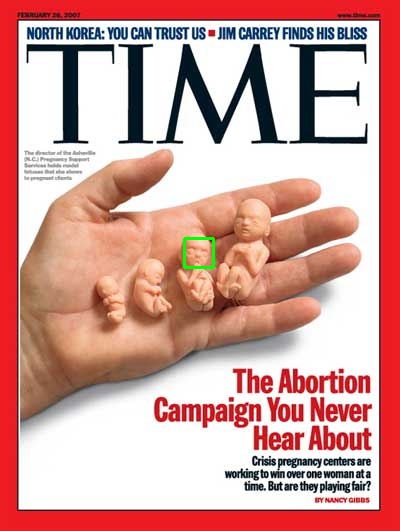 FEBRUARY 26, 2007
www.time.com
NORTH KOREA: YOU CAN TRUST US ■ JIM CARREY FINDS HIS BLISS
TIME
The director of the Asheville
(N.C.) Pregnancy Support
Services holds model
fetuses that she shows
to pregnant clients
The Abortion
Campaign You Never
Hear About
Crisis pregnancy centers are
working to win over one woman at a
time. But are they playing fair?
BY NANCY GIBBS